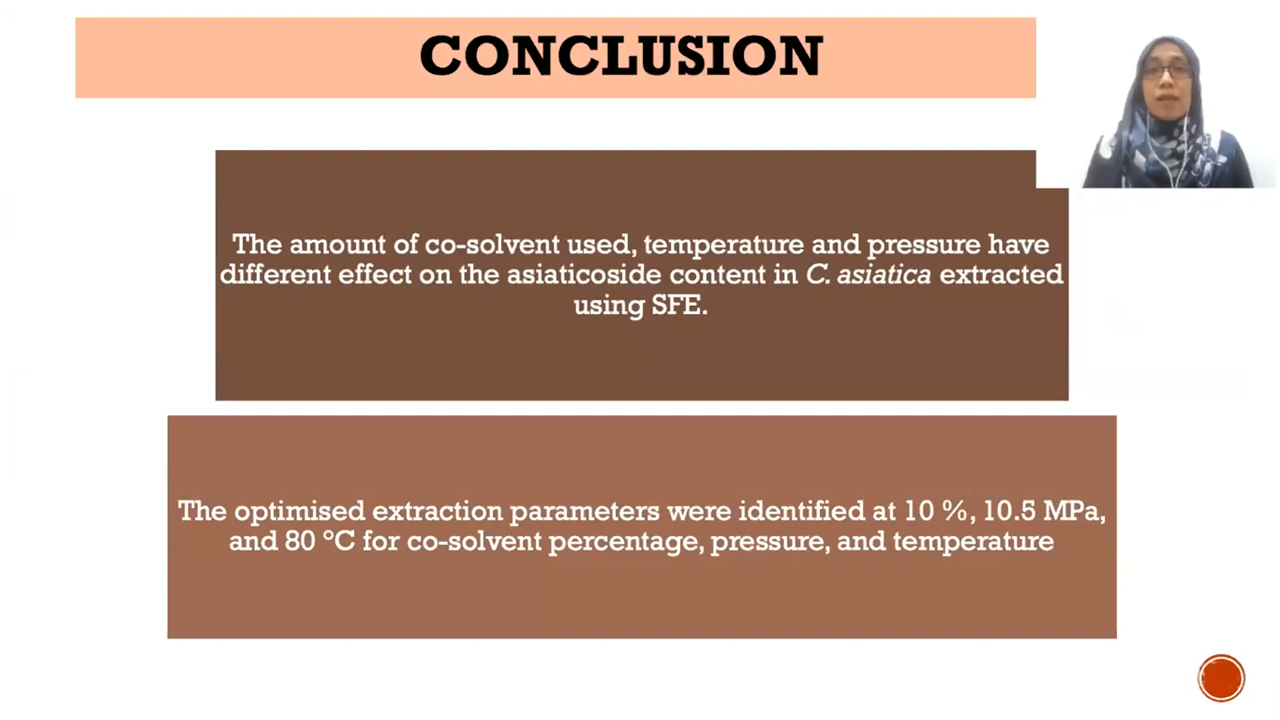 CONCLUSION
The amount of co-solvent used, temperature and pressure have
different effect on the asiaticoside content in C. asiatica extracted
using SFE.
The optimised extraction parameters were identified at 10 %, 10.5 MPa,
and 80 °C for co-solvent percentage, pressure, and temperature